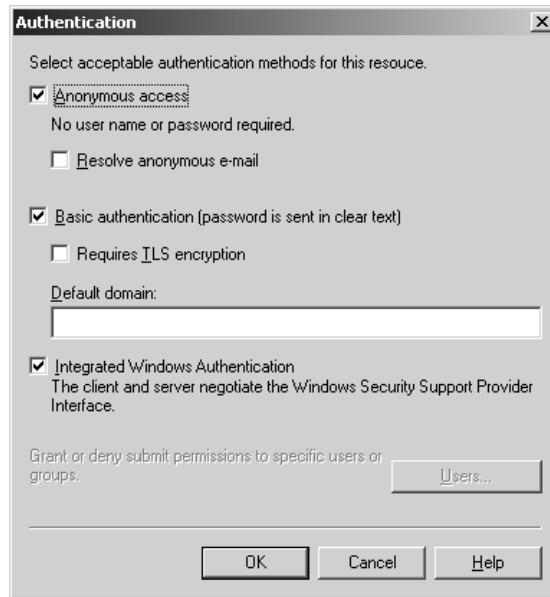 Authentication
Select acceptable authentication methods for this resouce.
Anonymous access
No user name or password required.
Resolve anonymous e-mail
Basic authentication (password is sent in clear text)
Requires TLS encryption
Default domain:
Integrated Windows Authentication
The client and server negotiate the Windows Security Support Provider
Interface.
Grant or deny submit permissions to specific users or
groups.
Users...
OK Cancel Help